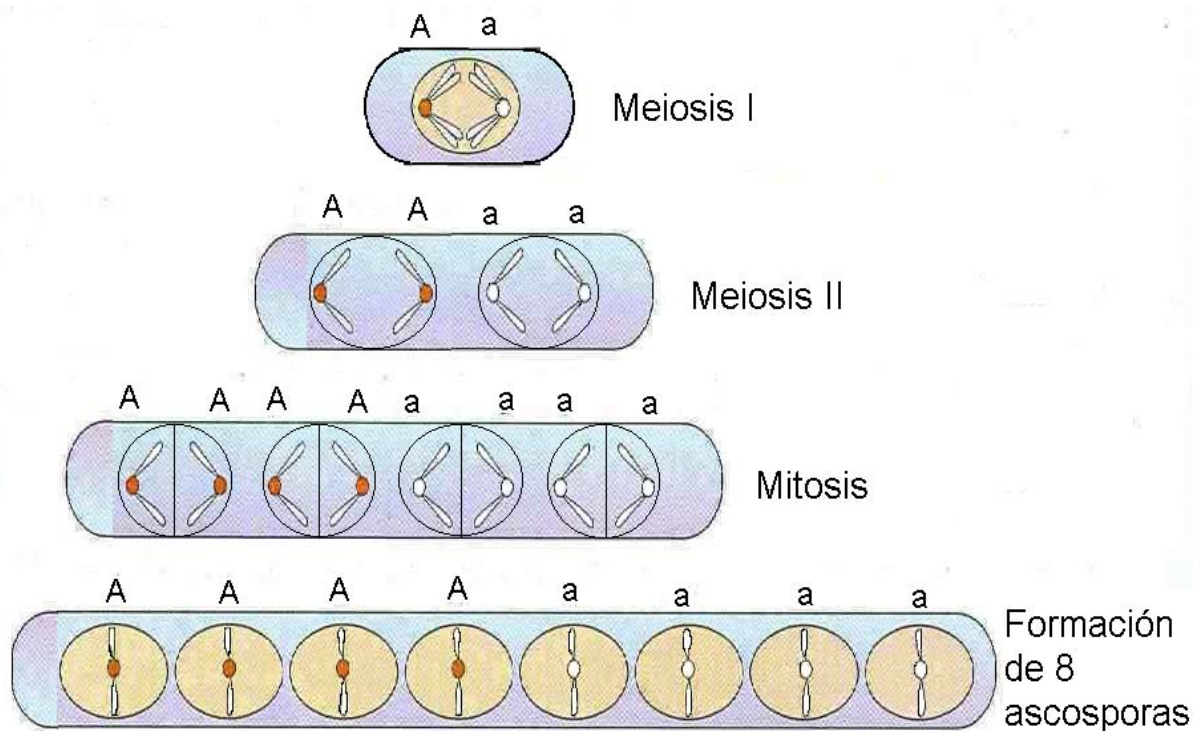 A a
Meiosis I
A A a a
Meiosis II
A A A A a a a a
Mitosis
A A A A a a a a
Formación
de 8
ascosporas